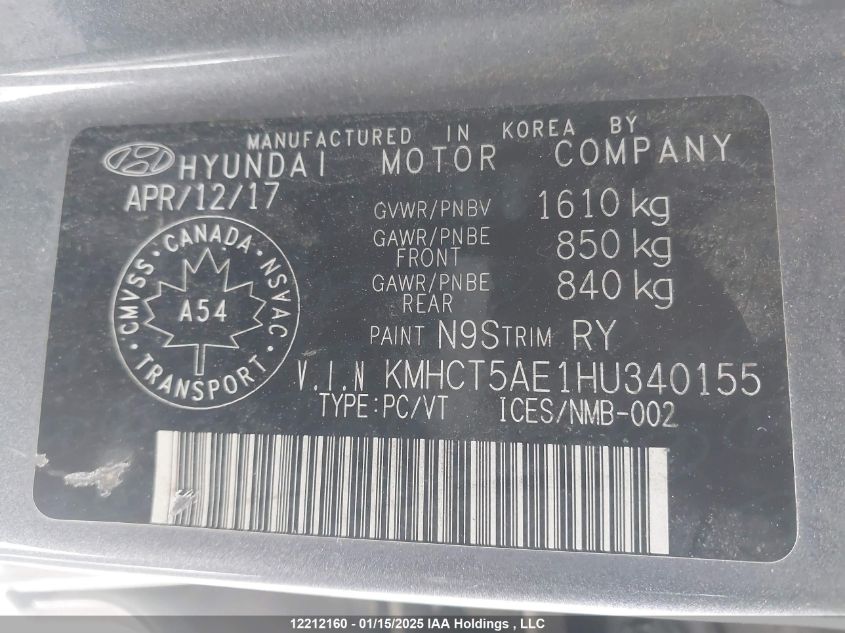 MANUFACTURED IN KOREA BY
HYUNDAI MOTOR COMPANY
APR/12/17
GVWR/PNBV 1610 kg
GAWR/PNBE FRONT 850 kg
GAWR/PNBE REAR 840 kg
CMVSS · CANADA · NSVAC
A54
TRANSPORT
PAINT N9S TRIM RY
V.I.N KMHCT5AE1HU340155
TYPE:PC/VT ICES/NMB-002
12212160 - 01/15/2025 IAA Holdings , LLC